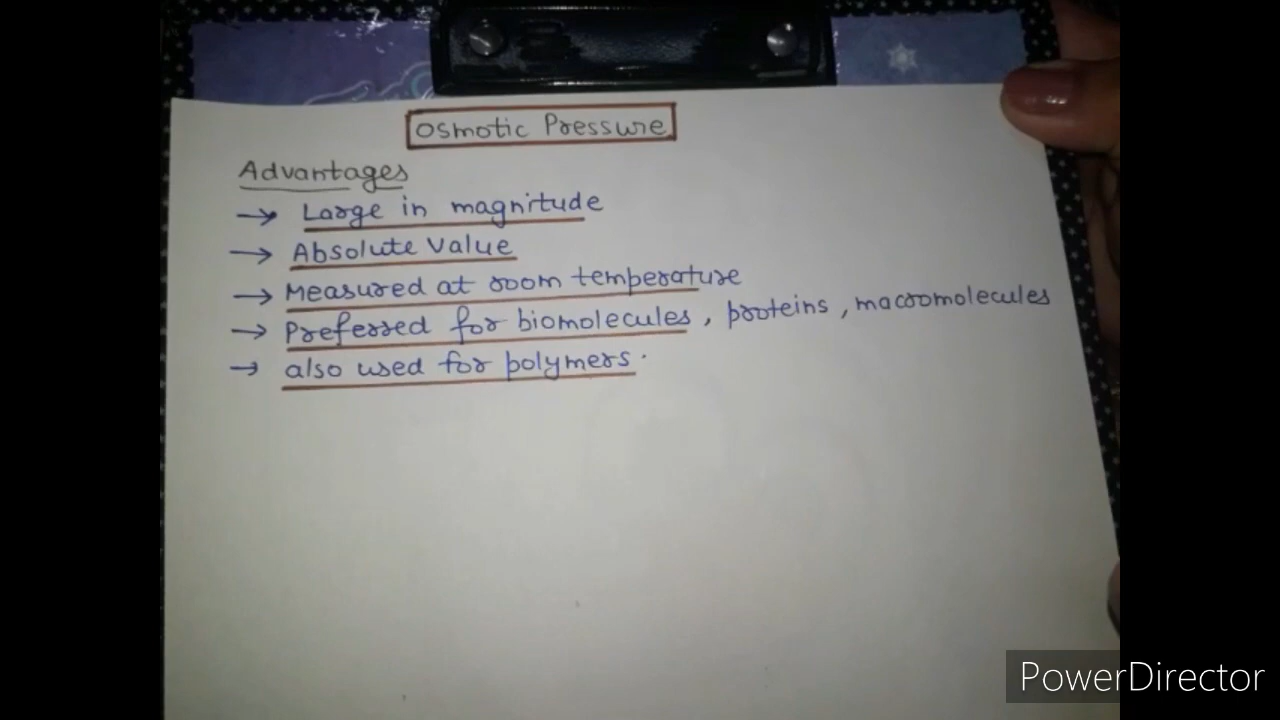 Osmotic Pressure
Advantages
→ Large in magnitude
→ Absolute Value
→ Measured at room temperature
→ Preferred for biomolecules, proteins, macromolecules
→ also used for polymers.
PowerDirector